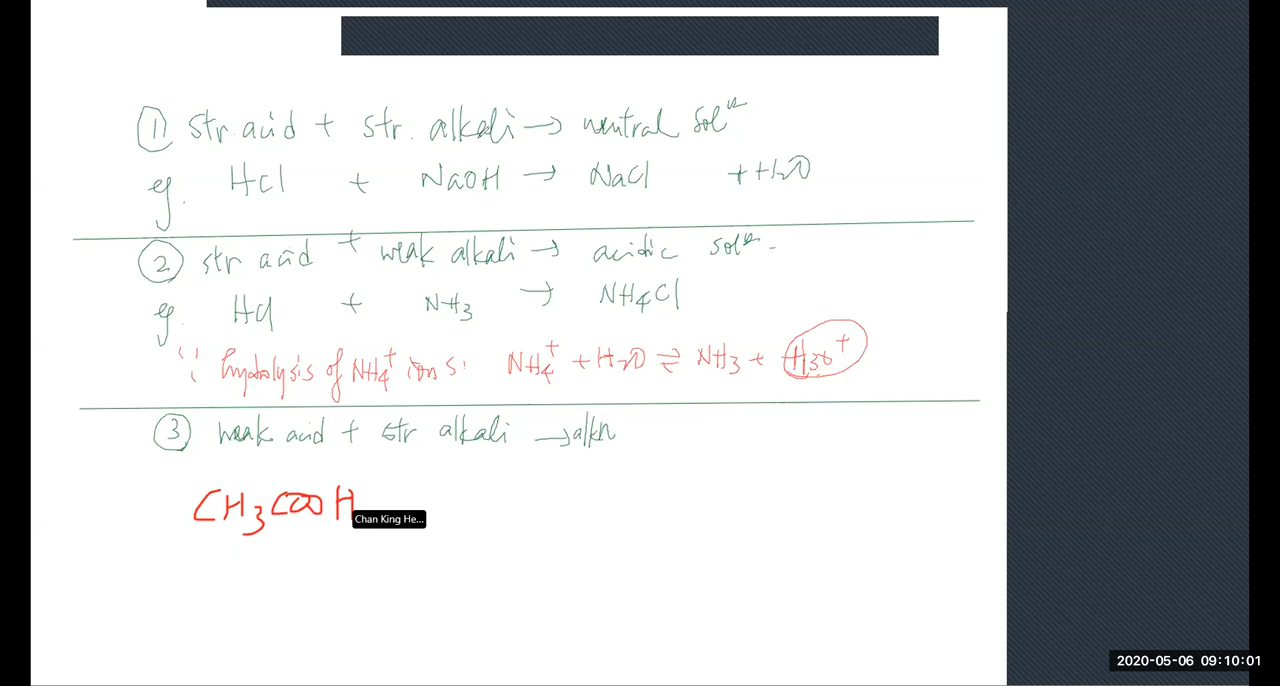 ① str. acid + str. alkali → neutral solⁿ
eg. HCl + NaOH → NaCl + H₂O
② str acid + weak alkali → acidic solⁿ.
eg. HCl + NH₃ → NH₄Cl
∵ hydrolysis of NH₄⁺ ions: NH₄⁺ + H₂O ⇌ NH₃ + H₃O⁺
③ weak acid + str alkali → alkn
CH₃COOH
Chan King He...
2020-05-06 09:10:01